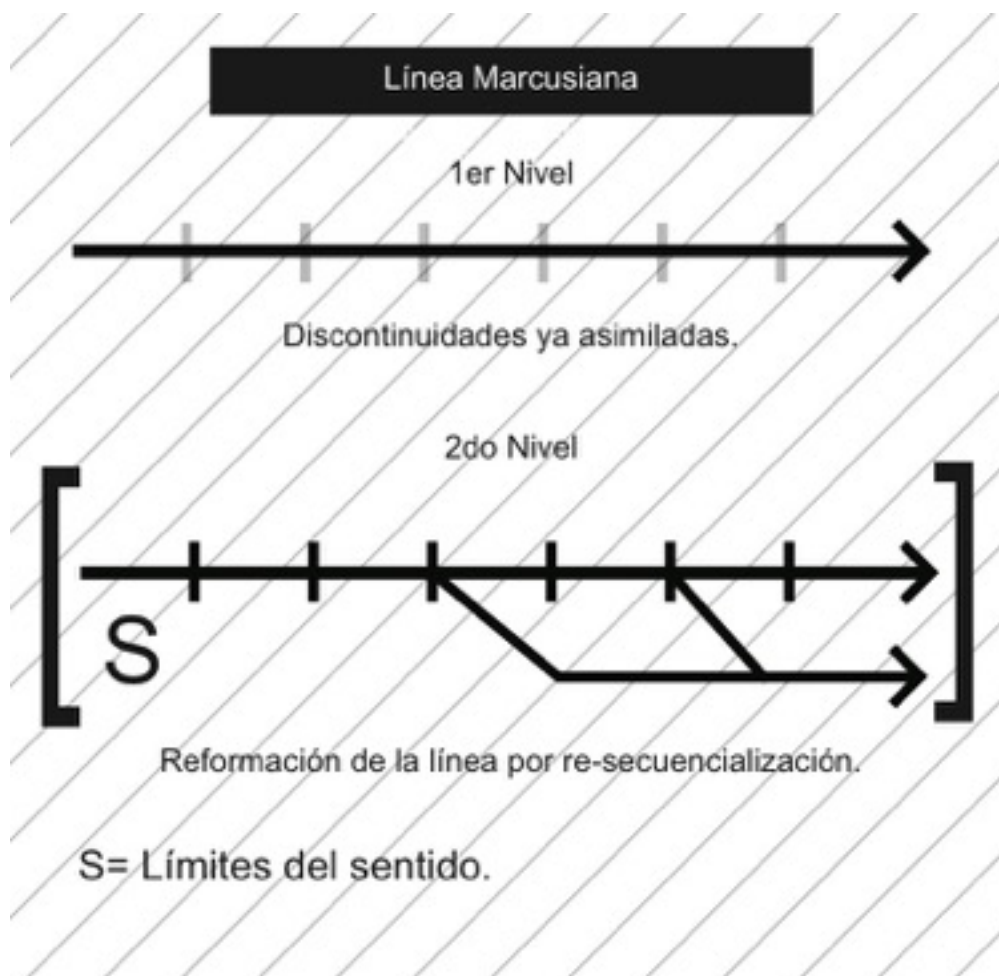 Línea Marcusiana
1er Nivel
Discontinuidades ya asimiladas.
2do Nivel
S
Reformación de la línea por re-secuencialización.
S= Límites del sentido.